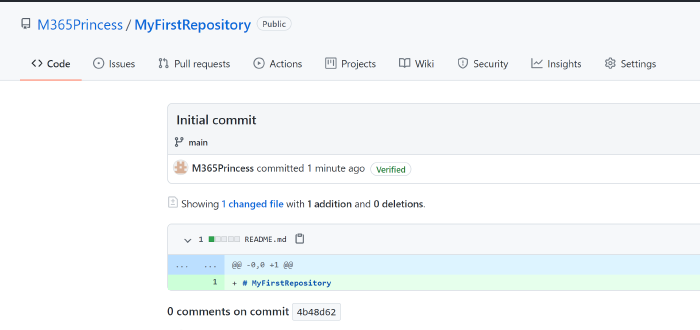 M365Princess / MyFirstRepository Public
Code Issues Pull requests Actions Projects Wiki Security Insights Settings
Initial commit
main
M365Princess committed 1 minute ago Verified
Showing 1 changed file with 1 addition and 0 deletions.
1 README.md
... ... @@ -0,0 +1 @@
1 + # MyFirstRepository
0 comments on commit 4b48d62